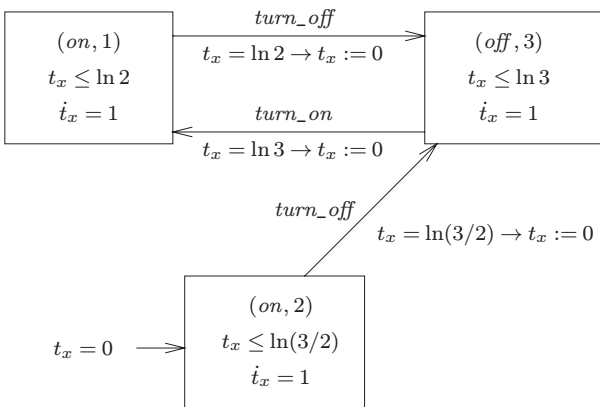 turn_off
(on, 1)
t_x ≤ ln 2
ṫ_x = 1
t_x = ln 2 → t_x := 0
(off, 3)
t_x ≤ ln 3
ṫ_x = 1
turn_on
t_x = ln 3 → t_x := 0
turn_off
t_x = ln(3/2) → t_x := 0
t_x = 0
(on, 2)
t_x ≤ ln(3/2)
ṫ_x = 1